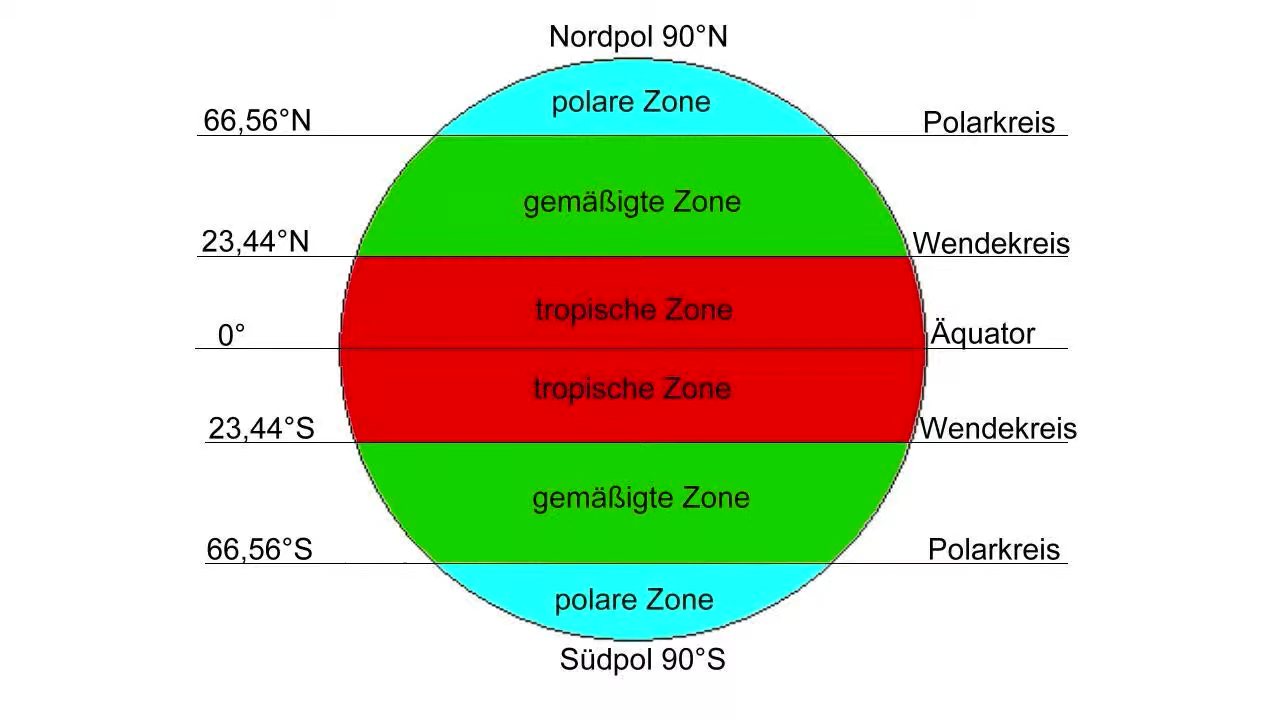 Nordpol 90°N
polare Zone
66,56°N
Polarkreis
gemäßigte Zone
23,44°N
Wendekreis
tropische Zone
0°
Äquator
tropische Zone
23,44°S
Wendekreis
gemäßigte Zone
66,56°S
Polarkreis
polare Zone
Südpol 90°S